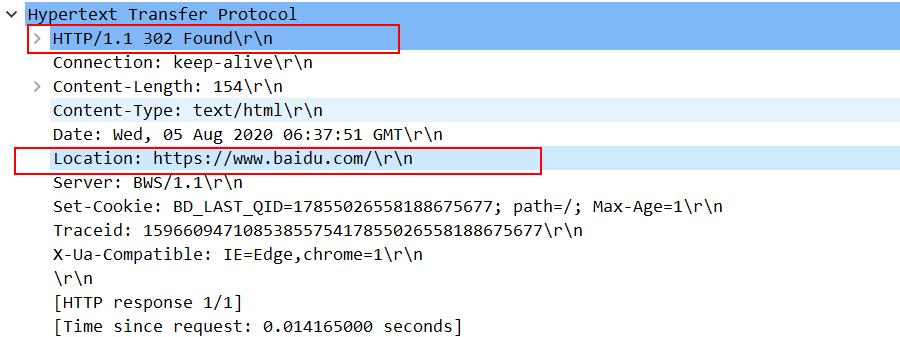 Hypertext Transfer Protocol
HTTP/1.1 302 Found\r\n
Connection: keep-alive\r\n
Content-Length: 154\r\n
Content-Type: text/html\r\n
Date: Wed, 05 Aug 2020 06:37:51 GMT\r\n
Location: https://www.baidu.com/\r\n
Server: BWS/1.1\r\n
Set-Cookie: BD_LAST_QID=17855026558188675677; path=/; Max-Age=1\r\n
Traceid: 1596609471085385575417855026558188675677\r\n
X-Ua-Compatible: IE=Edge,chrome=1\r\n
\r\n
[HTTP response 1/1]
[Time since request: 0.014165000 seconds]